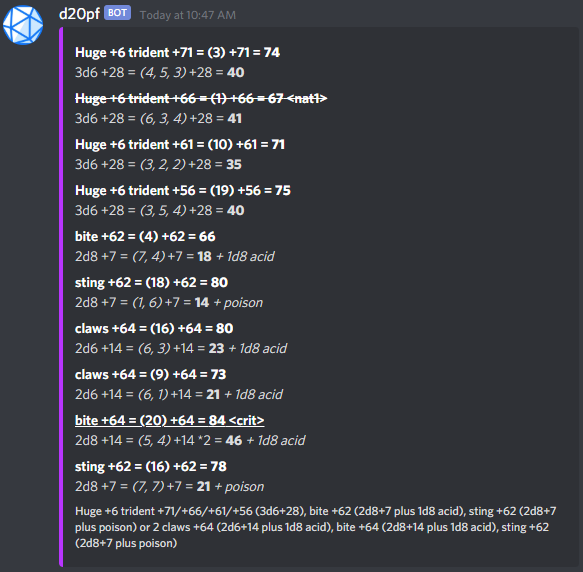 d20pf BOT Today at 10:47 AM
Huge +6 trident +71 = (3) +71 = 74
3d6 +28 = (4, 5, 3) +28 = 40
Huge +6 trident +66 = (1) +66 = 67 <nat1>
3d6 +28 = (6, 3, 4) +28 = 41
Huge +6 trident +61 = (10) +61 = 71
3d6 +28 = (3, 2, 2) +28 = 35
Huge +6 trident +56 = (19) +56 = 75
3d6 +28 = (3, 5, 4) +28 = 40
bite +62 = (4) +62 = 66
2d8 +7 = (7, 4) +7 = 18 + 1d8 acid
sting +62 = (18) +62 = 80
2d8 +7 = (1, 6) +7 = 14 + poison
claws +64 = (16) +64 = 80
2d6 +14 = (6, 3) +14 = 23 + 1d8 acid
claws +64 = (9) +64 = 73
2d6 +14 = (6, 1) +14 = 21 + 1d8 acid
bite +64 = (20) +64 = 84 <crit>
2d8 +14 = (5, 4) +14 *2 = 46 + 1d8 acid
sting +62 = (16) +62 = 78
2d8 +7 = (7, 7) +7 = 21 + poison
Huge +6 trident +71/+66/+61/+56 (3d6+28), bite +62 (2d8+7 plus 1d8 acid), sting +62 (2d8+7
plus poison) or 2 claws +64 (2d6+14 plus 1d8 acid), bite +64 (2d8+14 plus 1d8 acid), sting +62
(2d8+7 plus poison)